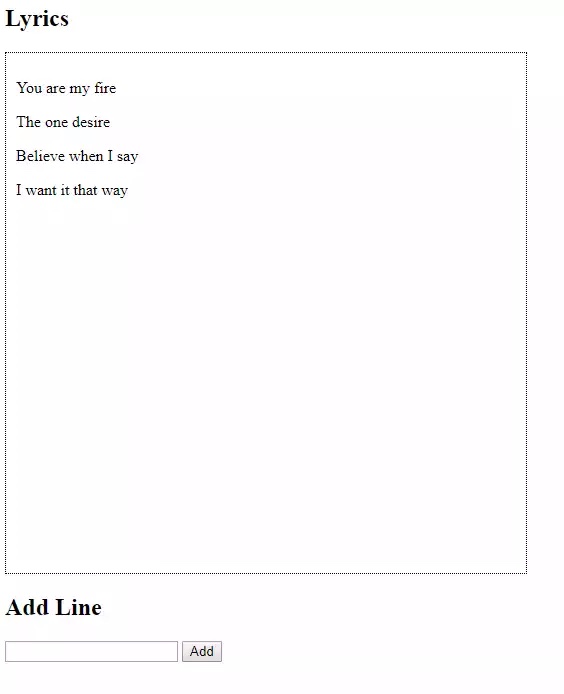 Lyrics
You are my fire
The one desire
Believe when I say
I want it that way
Add Line
Add